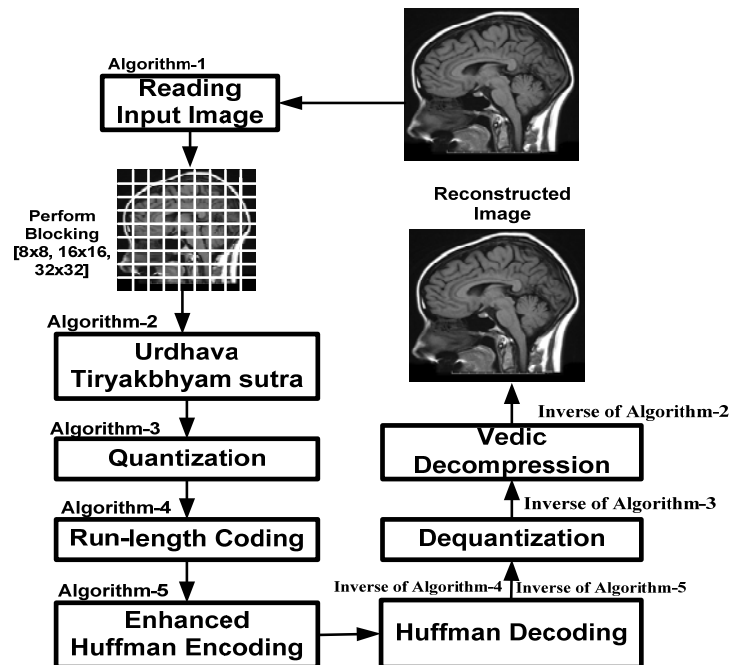 Algorithm-1
Reading
Input Image
Perform
Blocking
[8x8, 16x16,
32x32]
Algorithm-2
Urdhava
Tiryakbhyam sutra
Algorithm-3
Quantization
Algorithm-4
Run-length Coding
Algorithm-5
Enhanced
Huffman Encoding
Reconstructed
Image
Inverse of Algorithm-2
Vedic
Decompression
Inverse of Algorithm-3
Dequantization
Inverse of Algorithm-4
Inverse of Algorithm-5
Huffman Decoding